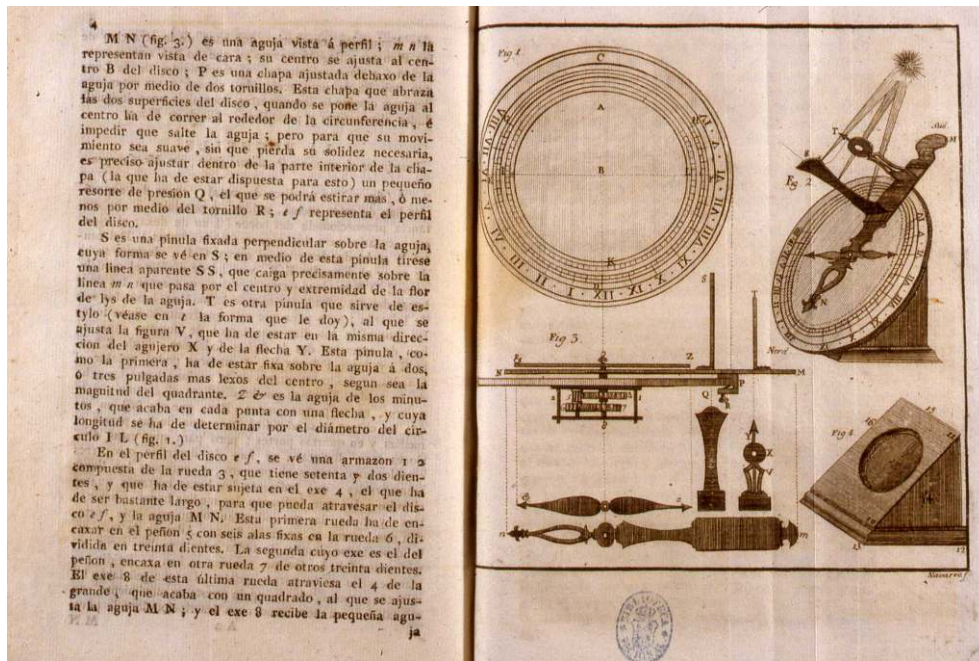 4
M N (fig. 3.) es una aguja vista á perfil; m n la
representan vista de cara; su centro se ajusta al cen-
tro B del disco; P es una chapa ajustada debaxo de la
aguja por medio de dos tornillos. Esta chapa que abraza
las dos superficies del disco, quando se pone la aguja al
centro ha de correr al rededor de la circunferencia, é
impedir que salte la aguja; pero para que su movi-
miento sea suave, sin que pierda su solidez necesaria,
es preciso ajustar dentro de la parte interior de la cha-
pa (la que ha de estar dispuesta para esto) un pequeño
resorte de presion Q, el que se podrá estirar mas, ó me-
nos por medio del tornillo R; e f representa el perfil
del disco.
S es una pinula fixada perpendicular sobre la aguja,
cuya forma se vé en S; en medio de esta pinula tirese
una linea aparente SS, que caiga precisamente sobre la
linea m n que pasa por el centro y extremidad de la flor
de lys de la aguja. T es otra pinula que sirve de es-
tylo (véase en t la forma que le doy), al que se
ajusta la figura V, que ha de estar en la misma direc-
cion del agujero X y de la flecha Y. Esta pinula, co-
mo la primera, ha de estar fixa sobre la aguja á dos,
ó tres pulgadas mas lexos del centro, segun sea la
magnitud del quadrante. Z & es la aguja de los minu-
tos, que acaba en cada punta con una flecha, y cuya
longitud se ha de determinar por el diámetro del cír-
culo I L (fig. 1.)
En el perfil del disco e f, se vé una armazon 1 2
compuesta de la rueda 3, que tiene setenta y dos dien-
tes, y que ha de estar sujeta en el exe 4, el que ha
de ser bastante largo, para que pueda atravesar el dis-
co e f, y la aguja M N. Esta primera rueda ha de en-
caxar en el peñon 5 con seis alas fixas en la rueda 6, di-
vidida en treinta dientes. La segunda cuyo exe es el del
peñon, encaxa en otra rueda 7 de otros treinta dientes.
El exe 8 de esta última rueda atraviesa el 4 de la
grande, que acaba con un quadrado, al que se ajus-
ta la aguja M N; y el exe 8 recibe la pequeña agu-
ja
Fig 1
C
A
B
K
Fig 2
T
M
N
Nord
Fig 3.
S
T
N
Z
M
P
R
Q
Y
X
V
n
m
Fig 4.
12
13
Navarro f.
BIBLIOTECA